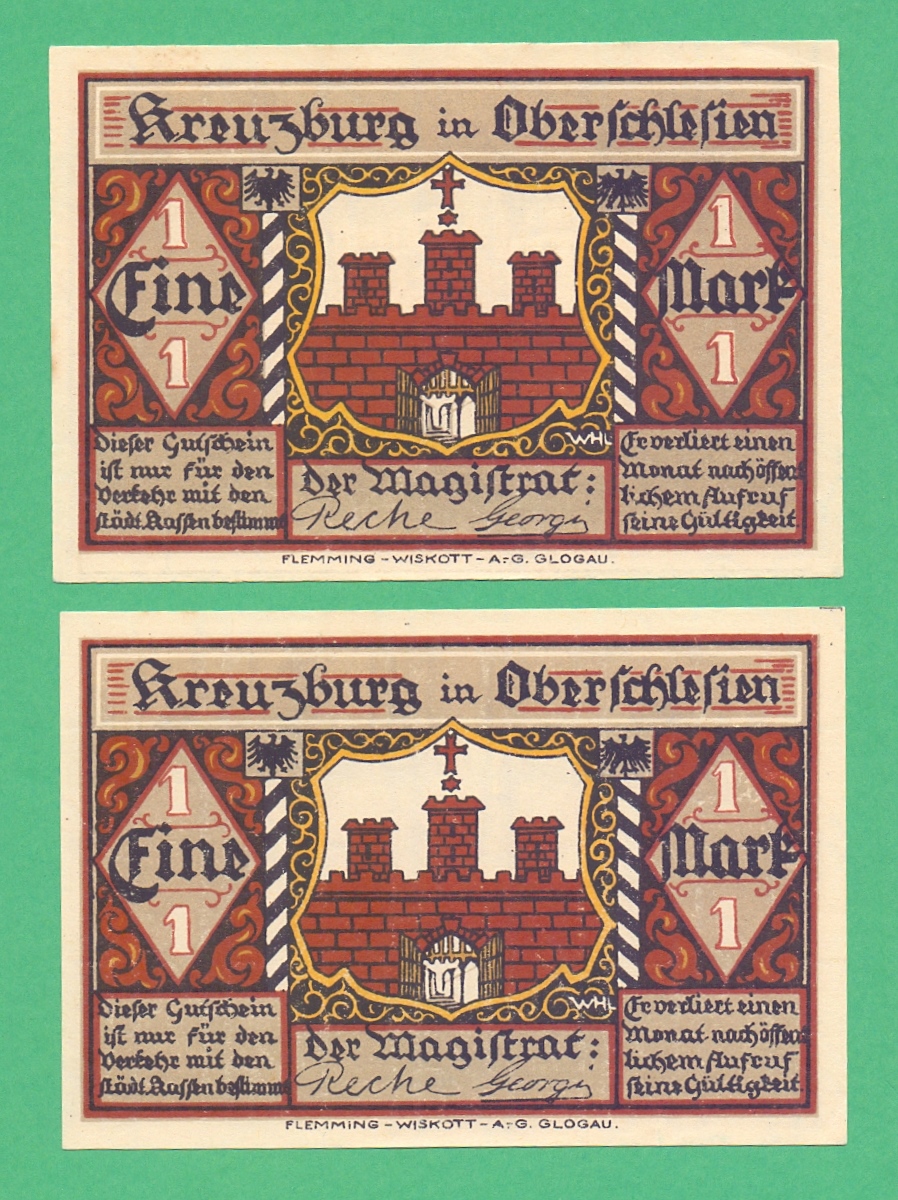 Kreuzburg in Oberschlesien
1
Eine
1
1
Mark
1
Dieser Gutschein
ist nur für den
Verkehr mit den
städt. Kassen bestimmt
WHL
Der Magistrat:
Reche Georgi
Er verliert einen
Monat nach öffent
lichem Aufruf
seine Gültigkeit.
FLEMMING - WISKOTT - A.-G. GLOGAU.
Kreuzburg in Oberschlesien
1
Eine
1
1
Mark
1
Dieser Gutschein
ist nur für den
Verkehr mit den
städt. Kassen bestimmt
WHL
Der Magistrat:
Reche Georgi
Er verliert einen
Monat nach öffent
lichem Aufruf
seine Gültigkeit.
FLEMMING - WISKOTT - A.-G. GLOGAU.